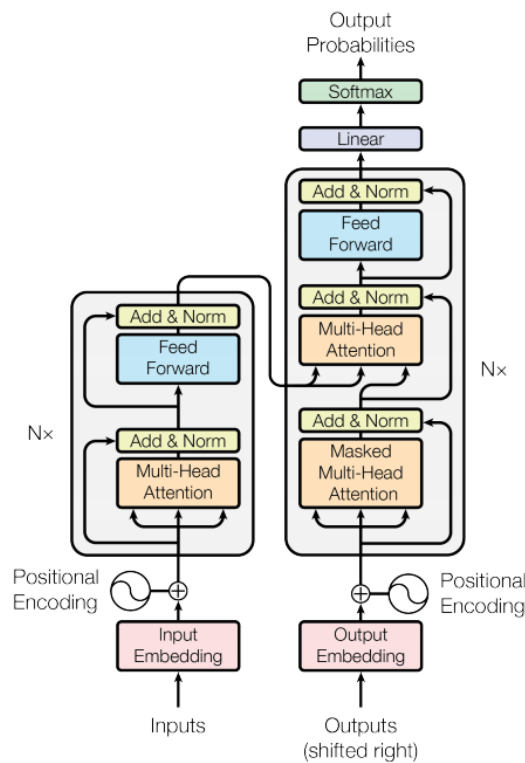 Output
Probabilities
Softmax
Linear
Add & Norm
Feed
Forward
Add & Norm
Multi-Head
Attention
Add & Norm
Masked
Multi-Head
Attention
N×
Positional
Encoding
Output
Embedding
Outputs
(shifted right)
Add & Norm
Feed
Forward
Add & Norm
Multi-Head
Attention
N×
Positional
Encoding
Input
Embedding
Inputs